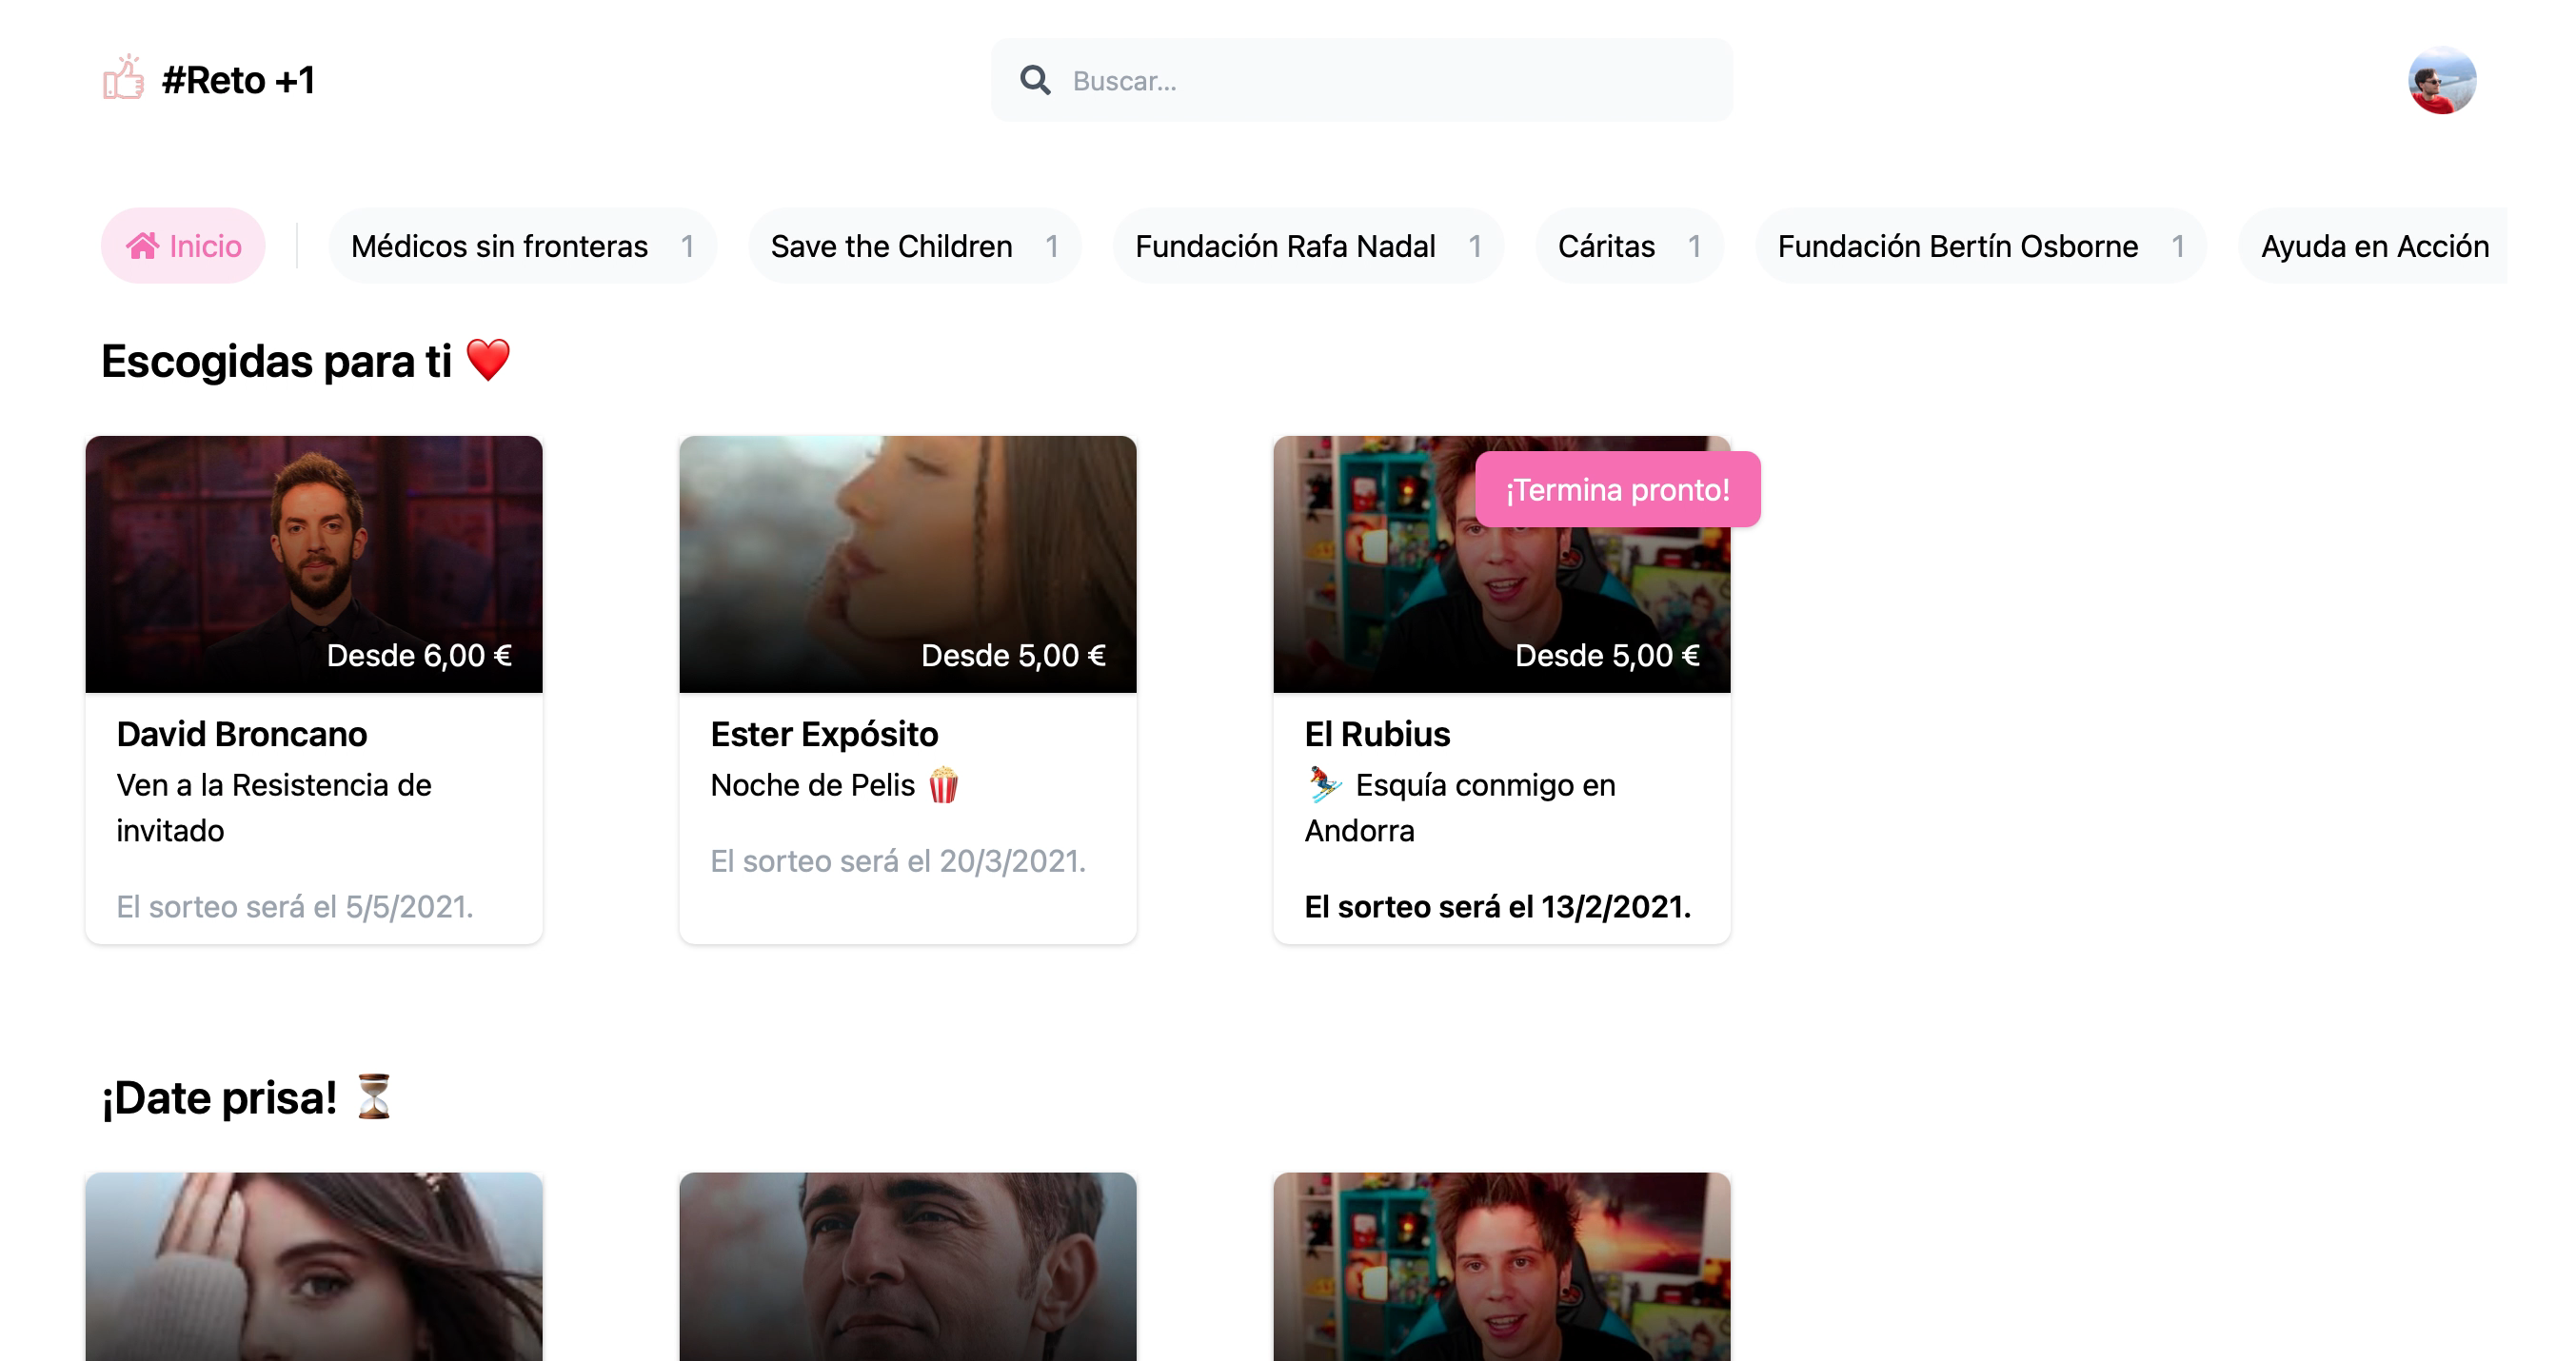 #Reto +1
Buscar...
Inicio
Médicos sin fronteras 1
Save the Children 1
Fundación Rafa Nadal 1
Cáritas 1
Fundación Bertín Osborne 1
Ayuda en Acción
Escogidas para ti ❤️
Desde 6,00 €
David Broncano
Ven a la Resistencia de
invitado
El sorteo será el 5/5/2021.
Desde 5,00 €
Ester Expósito
Noche de Pelis 🍿
El sorteo será el 20/3/2021.
¡Termina pronto!
Desde 5,00 €
El Rubius
⛷️ Esquía conmigo en
Andorra
El sorteo será el 13/2/2021.
¡Date prisa! ⏳